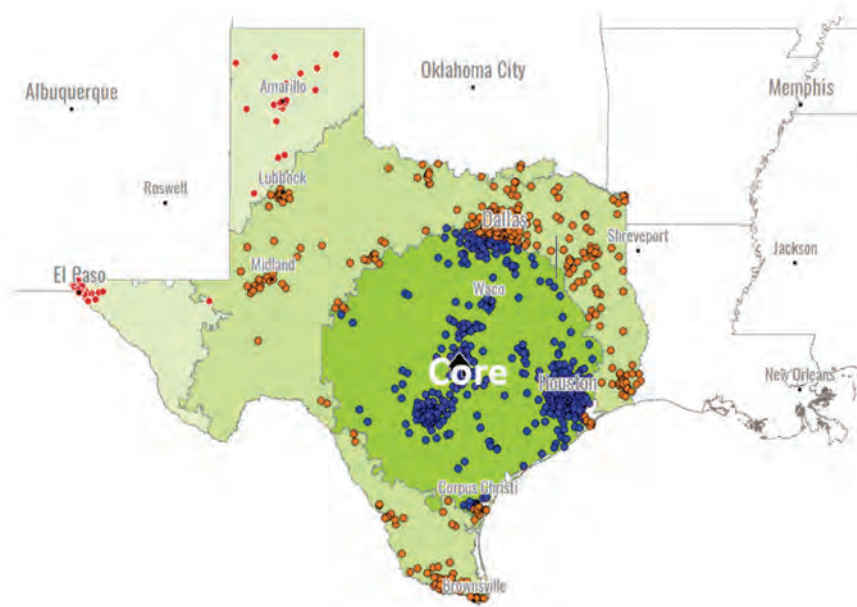 Oklahoma City
Amarillo
Albuquerque
Memphis
Lubbock
Roswell
Dallas
Shreveport
Jackson
El Paso
Midland
Waco
Core
Houston
New Orleans
Corpus Christi
Brownsville